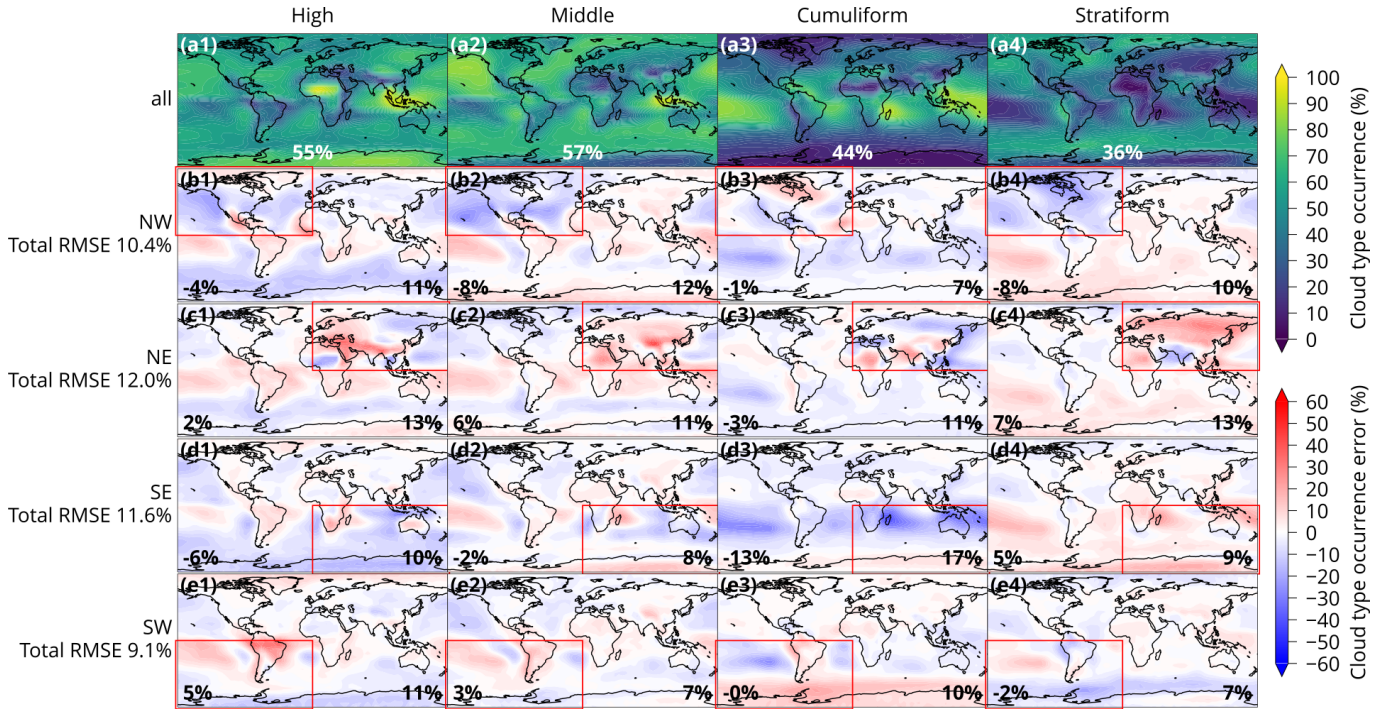 High Middle Cumuliform Stratiform
all
(a1) (a2) (a3) (a4)
55% 57% 44% 36%
NW
Total RMSE 10.4%
(b1) (b2) (b3) (b4)
-4% 11% -8% 12% -1% 7% -8% 10%
NE
Total RMSE 12.0%
(c1) (c2) (c3) (c4)
2% 13% 6% 11% -3% 11% 7% 13%
SE
Total RMSE 11.6%
(d1) (d2) (d3) (d4)
-6% 10% -2% 8% -13% 17% 5% 9%
SW
Total RMSE 9.1%
(e1) (e2) (e3) (e4)
5% 11% 3% 7% -0% 10% -2% 7%
100
90
80
70
60
50
40
30
20
10
0
Cloud type occurrence (%)
60
50
40
30
20
10
0
−10
−20
−30
−40
−50
−60
Cloud type occurrence error (%)